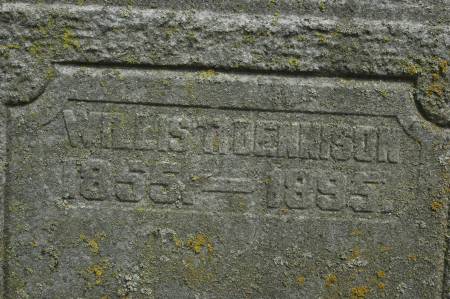 WILLIS T. DENNISON
1855. — 1895.